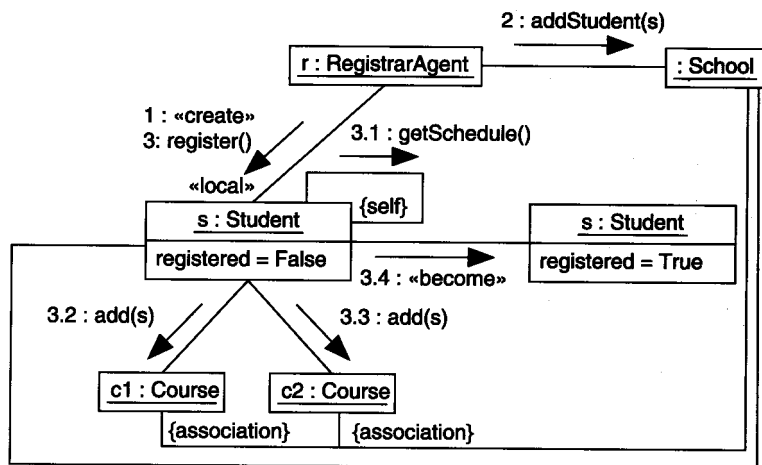 2 : addStudent(s)
r : RegistrarAgent
: School
1 : «create»
3: register()
3.1 : getSchedule()
«local»
{self}
s : Student
registered = False
s : Student
registered = True
3.4 : «become»
3.2 : add(s)
3.3 : add(s)
c1 : Course
c2 : Course
{association}
{association}